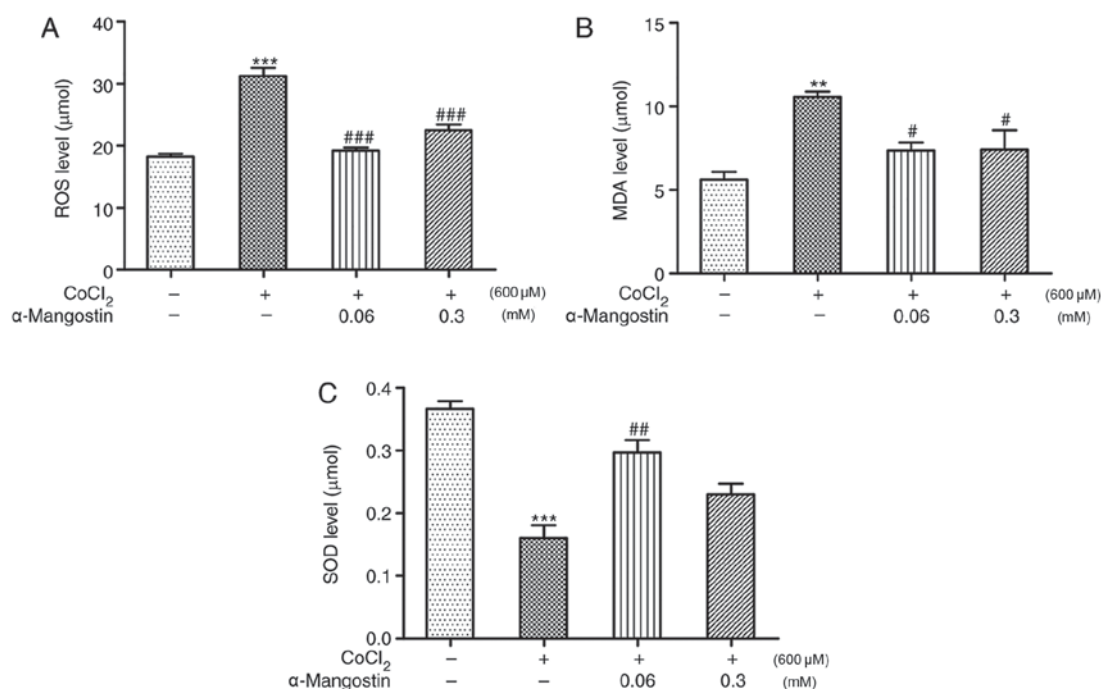 A
ROS level (µmol)
40
30
20
10
0
***
###
###
CoCl2 – + + + (600 µM)
α-Mangostin – – 0.06 0.3 (mM)
B
MDA level (µmol)
15
10
5
0
**
#
#
CoCl2 – + + + (600 µM)
α-Mangostin – – 0.06 0.3 (mM)
C
SOD level (µmol)
0.4
0.3
0.2
0.1
0.0
***
##
CoCl2 – + + + (600 µM)
α-Mangostin – – 0.06 0.3 (mM)